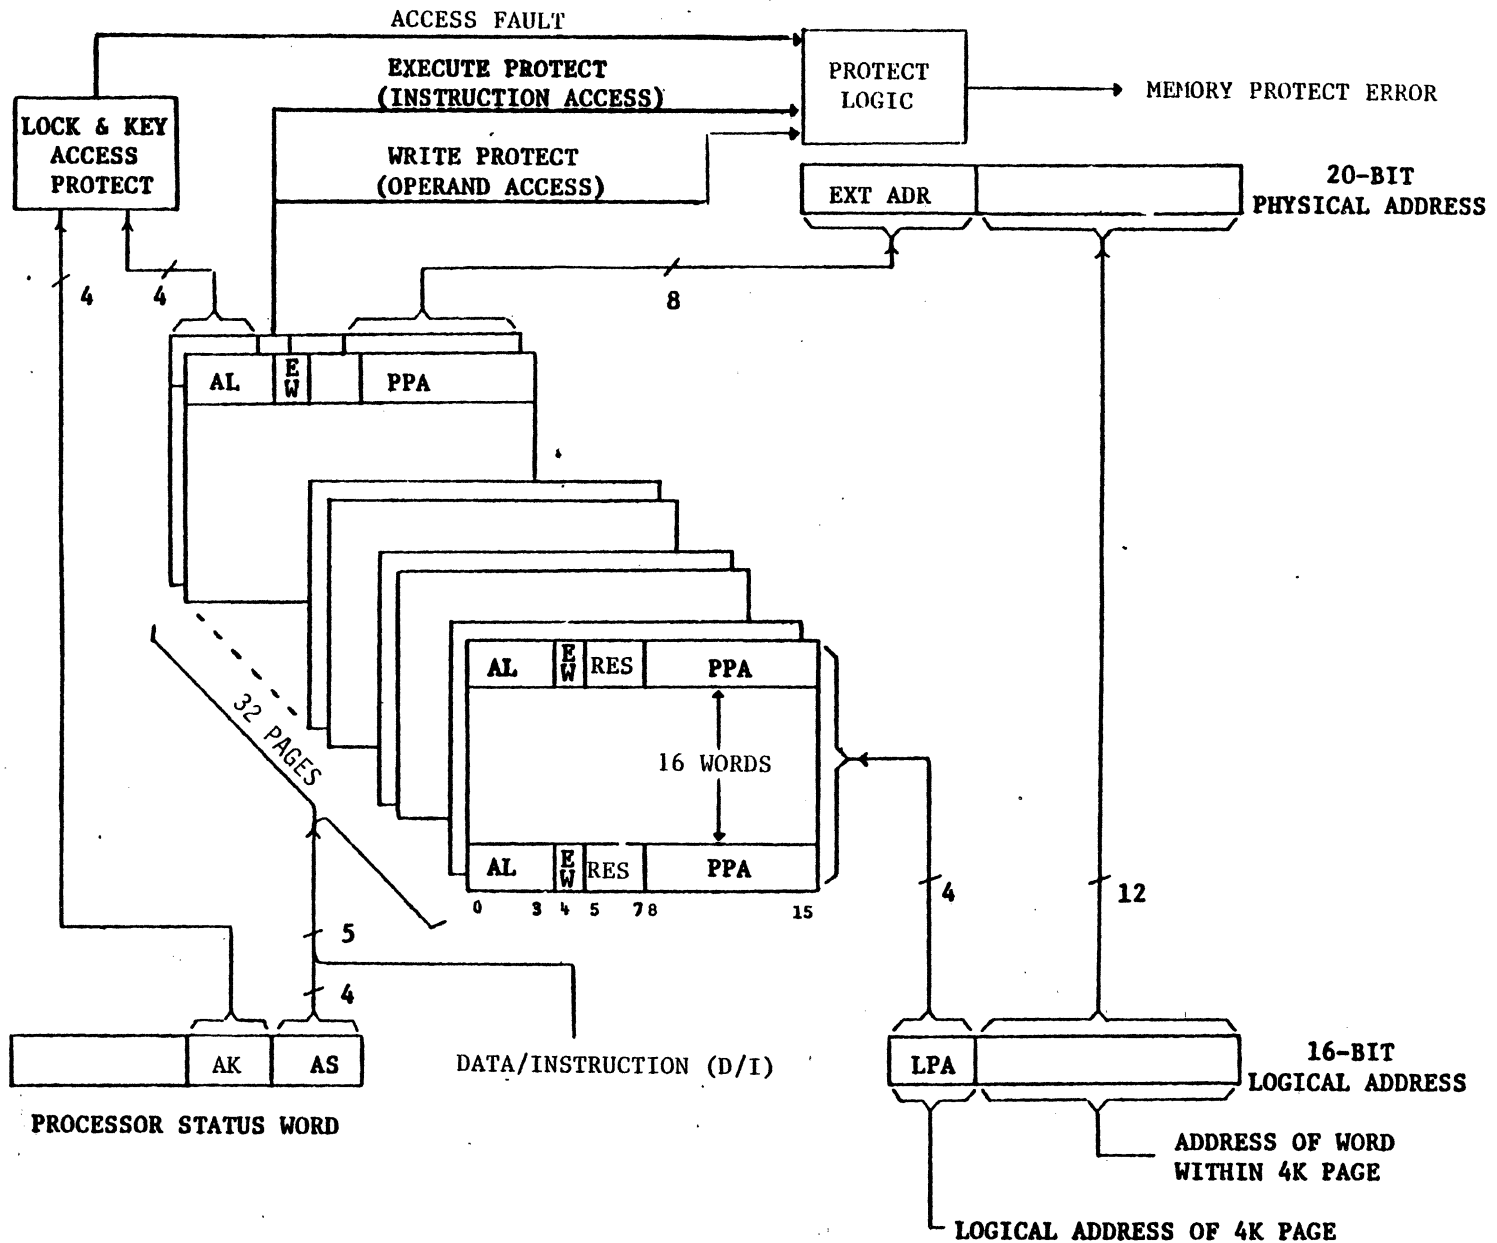 ACCESS FAULT
EXECUTE PROTECT
(INSTRUCTION ACCESS)
PROTECT
LOGIC
MEMORY PROTECT ERROR
LOCK & KEY
ACCESS
PROTECT
WRITE PROTECT
(OPERAND ACCESS)
EXT ADR
20-BIT
PHYSICAL ADDRESS
4
4
8
AL
E
W
PPA
AL
E
W
RES
PPA
32 PAGES
16 WORDS
AL
E
W
RES
PPA
0 3 4 5 7 8 15
4
12
5
4
AK
AS
DATA/INSTRUCTION (D/I)
LPA
16-BIT
LOGICAL ADDRESS
PROCESSOR STATUS WORD
ADDRESS OF WORD
WITHIN 4K PAGE
LOGICAL ADDRESS OF 4K PAGE